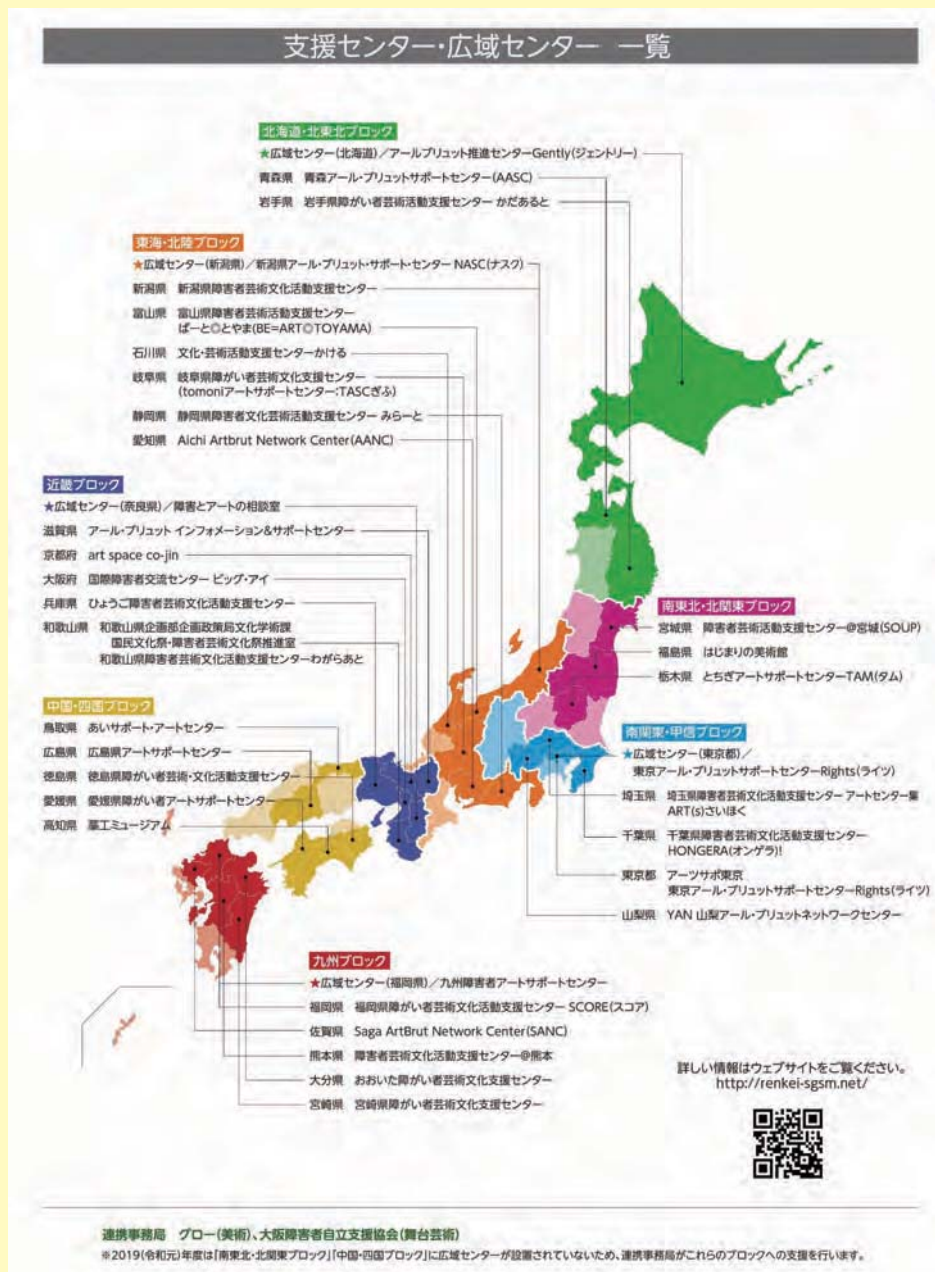 支援センター・広域センター 一覧
北海道・北東北ブロック
★広域センター(北海道)／アールブリュット推進センターGently(ジェントリー)
青森県 青森アール・ブリュットサポートセンター(AASC)
岩手県 岩手県障がい者芸術活動支援センター かだあると
東海・北陸ブロック
★広域センター(新潟県)／新潟県アール・ブリュット・サポート・センター NASC(ナスク)
新潟県 新潟県障害者芸術文化活動支援センター
富山県 富山県障害者芸術活動支援センター
ばーと◎とやま(BE=ART◎TOYAMA)
石川県 文化・芸術活動支援センターかける
岐阜県 岐阜県障がい者芸術文化支援センター
(tomoniアートサポートセンター:TASCぎふ)
静岡県 静岡県障害者文化芸術活動支援センター みらーと
愛知県 Aichi Artbrut Network Center(AANC)
近畿ブロック
★広域センター(奈良県)／障害とアートの相談室
滋賀県 アール・ブリュット インフォメーション&サポートセンター
京都府 art space co-jin
大阪府 国際障害者交流センター ビッグ・アイ
兵庫県 ひょうご障害者芸術文化活動支援センター
和歌山県 和歌山県企画部企画政策局文化学術課
国民文化祭・障害者芸術文化祭推進室
和歌山県障害者芸術文化活動支援センターわがらあと
中国・四国ブロック
鳥取県 あいサポート・アートセンター
広島県 広島県アートサポートセンター
徳島県 徳島県障がい者芸術・文化活動支援センター
愛媛県 愛媛県障がい者アートサポートセンター
高知県 藁工ミュージアム
南東北・北関東ブロック
宮城県 障害者芸術活動支援センター@宮城(SOUP)
福島県 はじまりの美術館
栃木県 とちぎアートサポートセンターTAM(タム)
南関東・甲信ブロック
★広域センター(東京都)／
東京アール・ブリュットサポートセンターRights(ライツ)
埼玉県 埼玉県障害者芸術文化活動支援センター アートセンター集
ART(s)さいほく
千葉県 千葉県障害者芸術文化活動支援センター
HONGERA(オンゲラ)!
東京都 アーツサポ東京
東京アール・ブリュットサポートセンターRights(ライツ)
山梨県 YAN 山梨アール・ブリュットネットワークセンター
九州ブロック
★広域センター(福岡県)／九州障害者アートサポートセンター
福岡県 福岡県障がい者芸術文化活動支援センター SCORE(スコア)
佐賀県 Saga ArtBrut Network Center(SANC)
熊本県 障害者芸術文化活動支援センター@熊本
大分県 おおいた障がい者芸術文化支援センター
宮崎県 宮崎県障がい者芸術文化支援センター
詳しい情報はウェブサイトをご覧ください。
http://renkei-sgsm.net/
連携事務局 グロー(美術)、大阪障害者自立支援協会(舞台芸術)
※2019(令和元)年度は「南東北・北関東ブロック」「中国・四国ブロック」に広域センターが設置されていないため、連携事務局がこれらのブロックへの支援を行います。